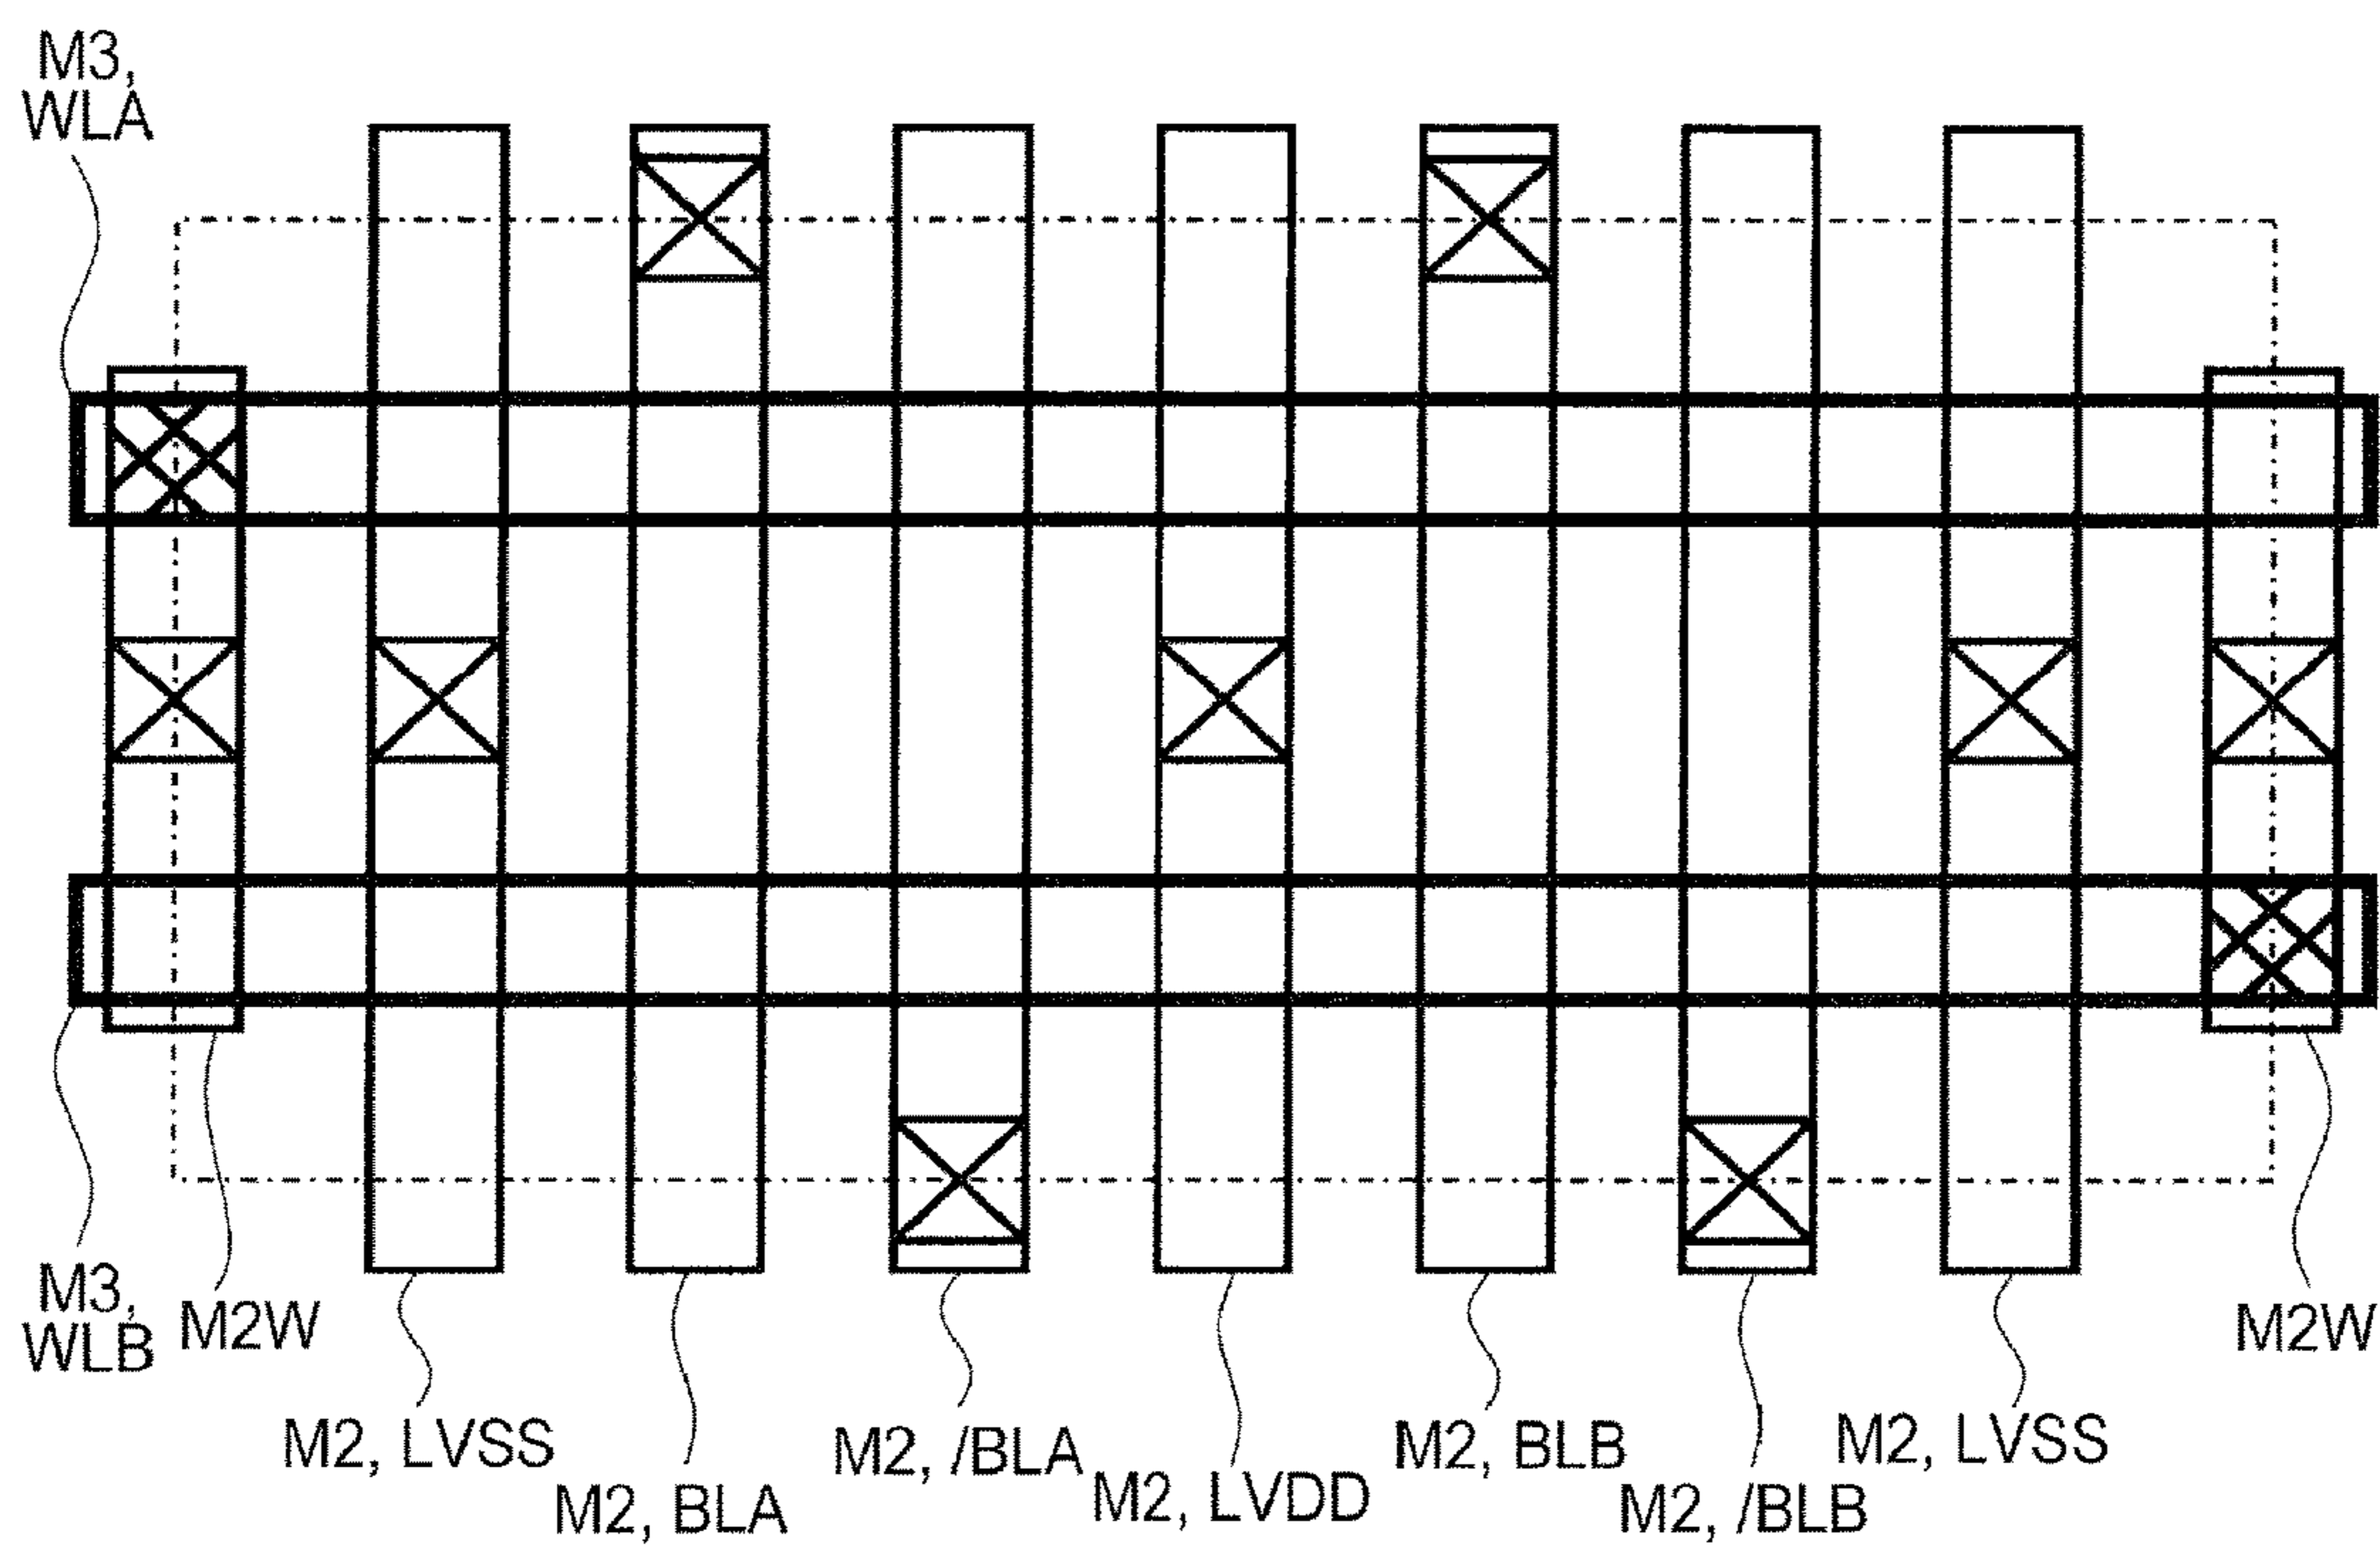 M3,
WLA
M3,
WLB
M2W
M2W
M2, LVSS
M2, BLA
M2, /BLA
M2, LVDD
M2, BLB
M2, /BLB
M2, LVSS